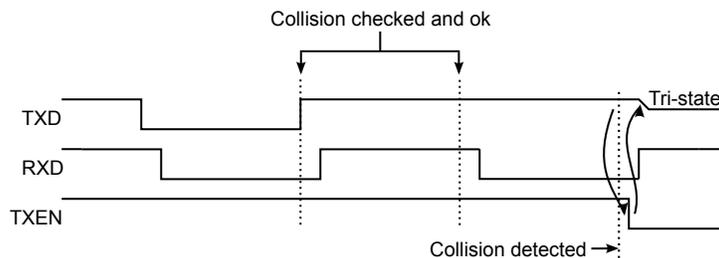 Collision checked and ok
TXD
Tri-state
RXD
TXEN
Collision detected